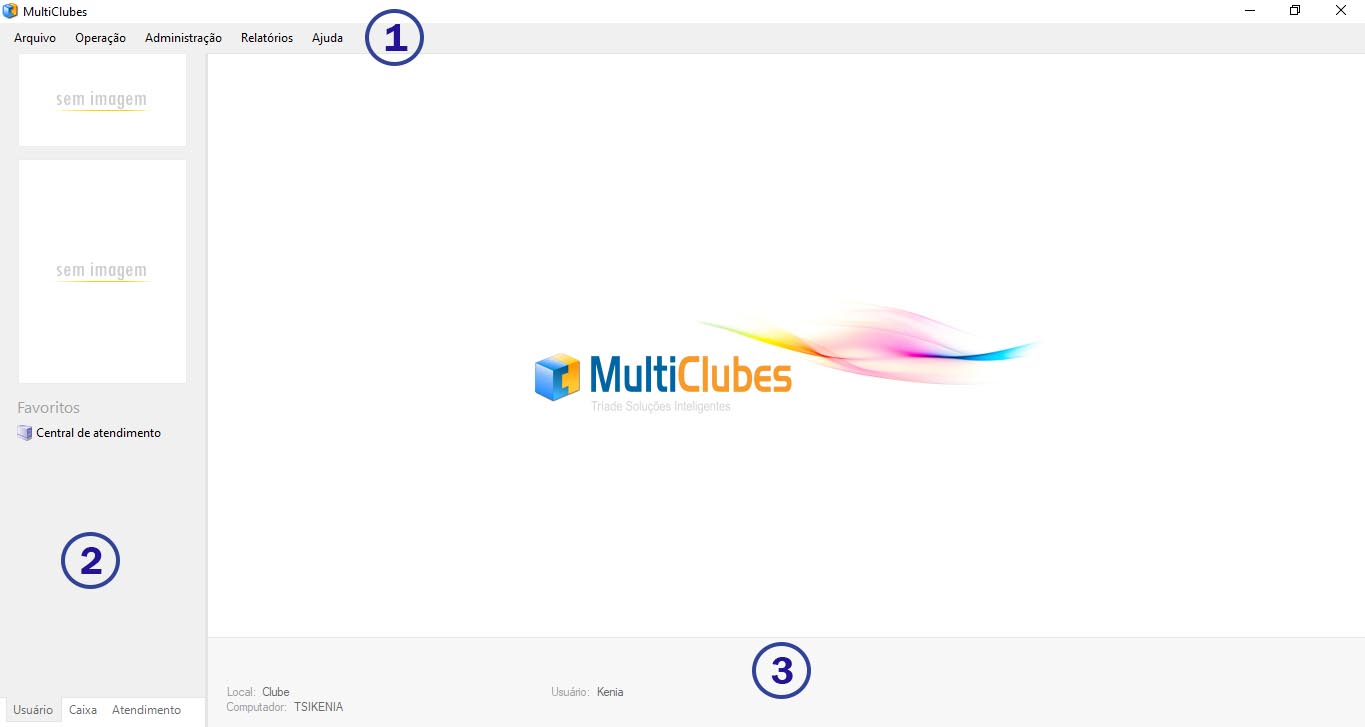 MultiClubes
Arquivo Operação Administração Relatórios Ajuda
1
sem imagem
sem imagem
MultiClubes
Triade Soluções Inteligentes
Favoritos
Central de atendimento
2
3
Local: Clube Usuário: Kenia
Computador: TSIKENIA
Usuário Caixa Atendimento